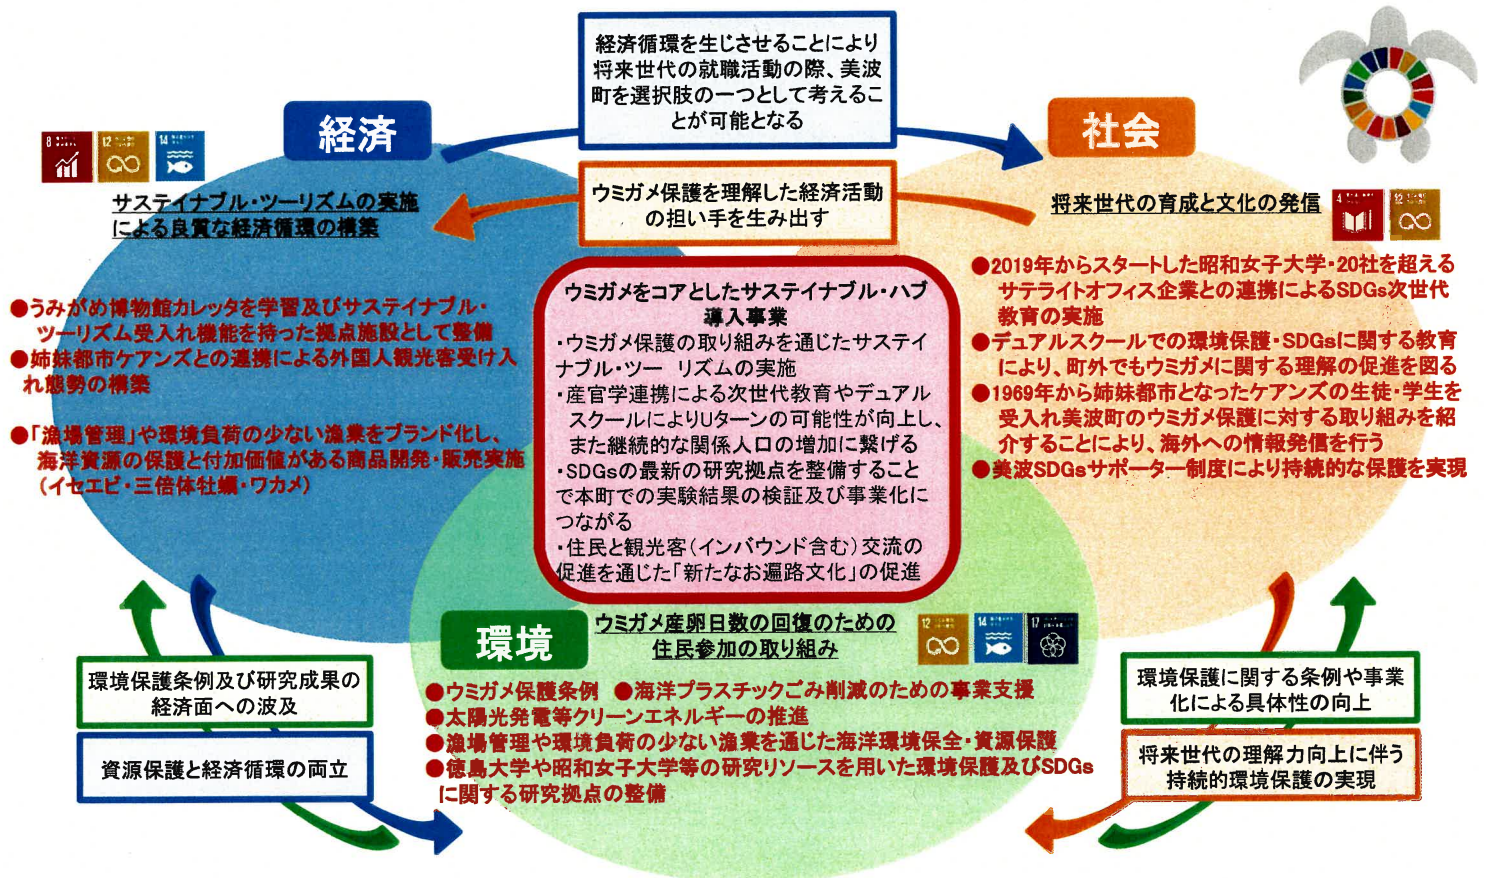 経済循環を生じさせることにより
将来世代の就職活動の際、美波
町を選択肢の一つとして考えるこ
とが可能となる
経済
社会
8
12
14
ウミガメ保護を理解した経済活動
の担い手を生み出す
サステイナブル・ツーリズムの実施
による良質な経済循環の構築
将来世代の育成と文化の発信
4
12
●うみがめ博物館カレッタを学習及びサステイナブル・
ツーリズム受入れ機能を持った拠点施設として整備
●姉妹都市ケアンズとの連携による外国人観光客受け入
れ態勢の構築
●「漁場管理」や環境負荷の少ない漁業をブランド化し、
海洋資源の保護と付加価値がある商品開発・販売実施
（イセエビ・三倍体牡蠣・ワカメ）
ウミガメをコアとしたサステイナブル・ハブ
導入事業
・ウミガメ保護の取り組みを通じたサステイ
ナブル・ツー リズムの実施
・産官学連携による次世代教育やデュアル
スクールによりUターンの可能性が向上し、
また継続的な関係人口の増加に繋げる
・SDGsの最新の研究拠点を整備すること
で本町での実験結果の検証及び事業化に
つながる
・住民と観光客（インバウンド含む）交流の
促進を通じた「新たなお遍路文化」の促進
●2019年からスタートした昭和女子大学・20社を超える
サテライトオフィス企業との連携によるSDGs次世代
教育の実施
●デュアルスクールでの環境保護・SDGsに関する教育
により、町外でもウミガメに関する理解の促進を図る
●1969年から姉妹都市となったケアンズの生徒・学生を
受入れ美波町のウミガメ保護に対する取り組みを紹
介することにより、海外への情報発信を行う
●美波SDGsサポーター制度により持続的な保護を実現
環境
ウミガメ産卵日数の回復のための
住民参加の取り組み
12
14
17
●ウミガメ保護条例 ●海洋プラスチックごみ削減のための事業支援
●太陽光発電等クリーンエネルギーの推進
●漁場管理や環境負荷の少ない漁業を通じた海洋環境保全・資源保護
●徳島大学や昭和女子大学等の研究リソースを用いた環境保護及びSDGs
に関する研究拠点の整備
環境保護条例及び研究成果の
経済面への波及
資源保護と経済循環の両立
環境保護に関する条例や事業
化による具体性の向上
将来世代の理解力向上に伴う
持続的環境保護の実現